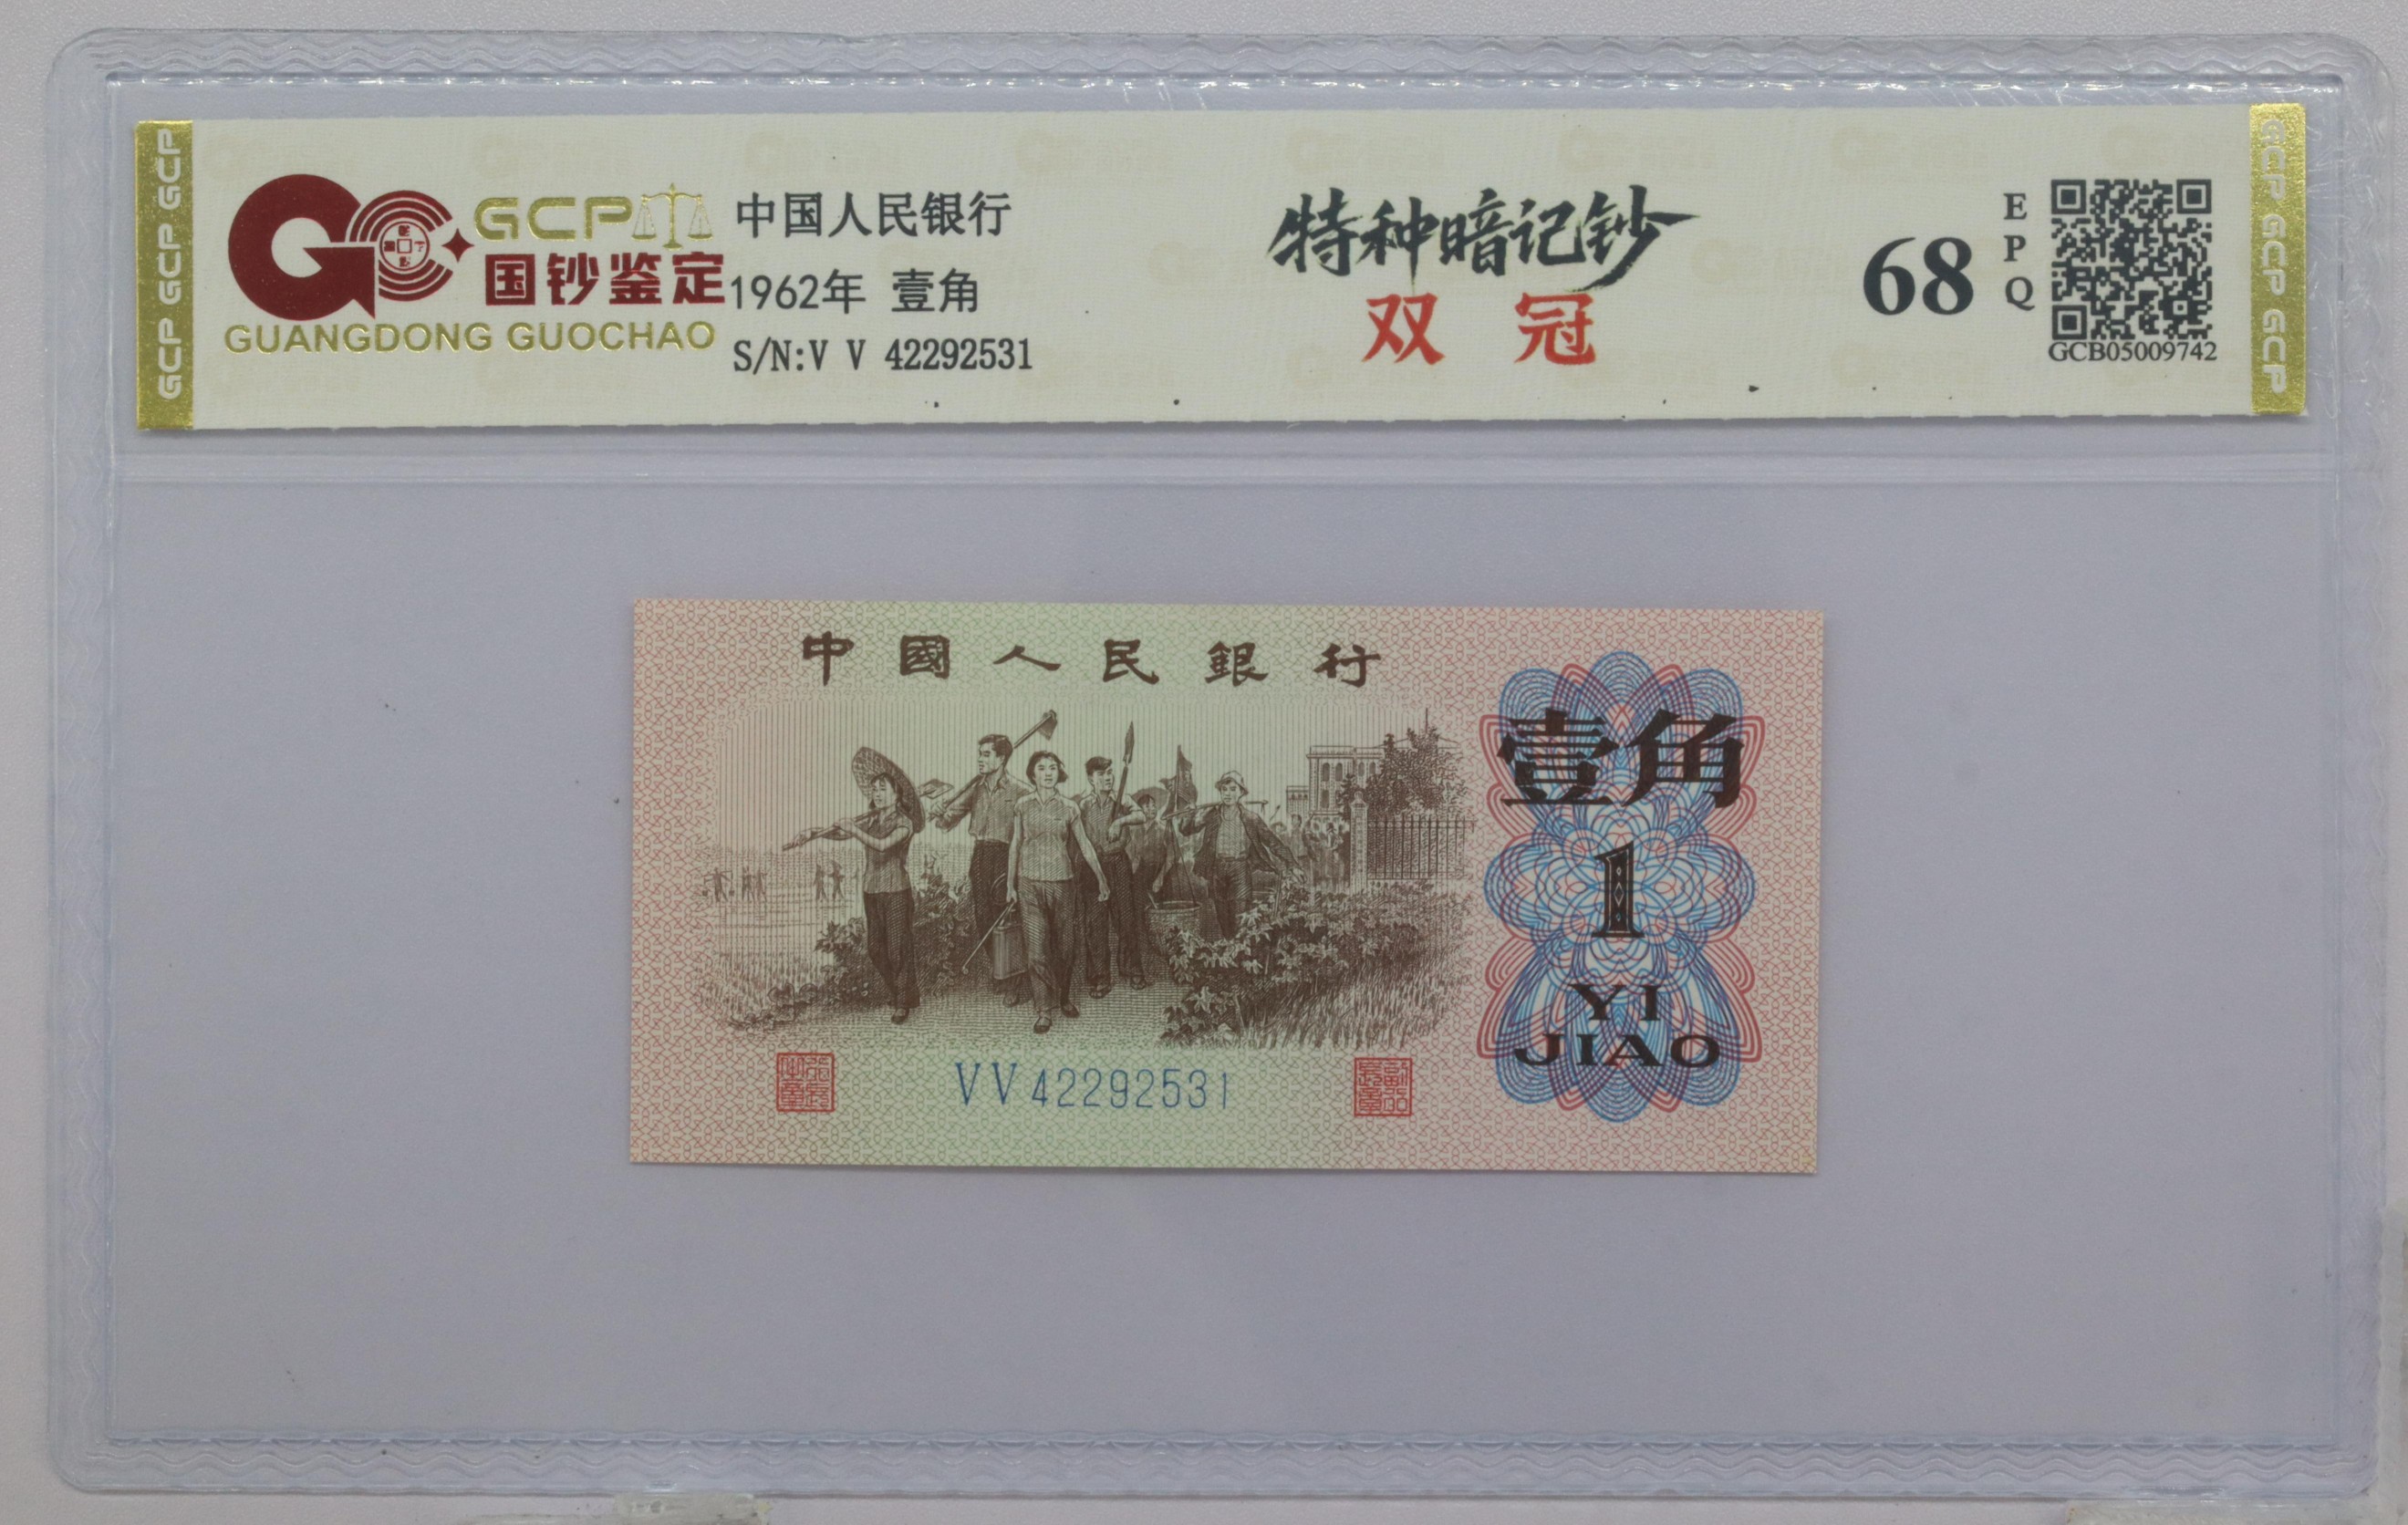 GCP GCP GCP
GCP
国钞鉴定
GUANGDONG GUOCHAO
中国人民银行
1962年 壹角
S/N:V V 42292531
特种暗记钞
双 冠
68
EPQ
GCB05009742
GCP GCP GCP
中國人民銀行
壹角
1
YI
JIAO
VV42292531